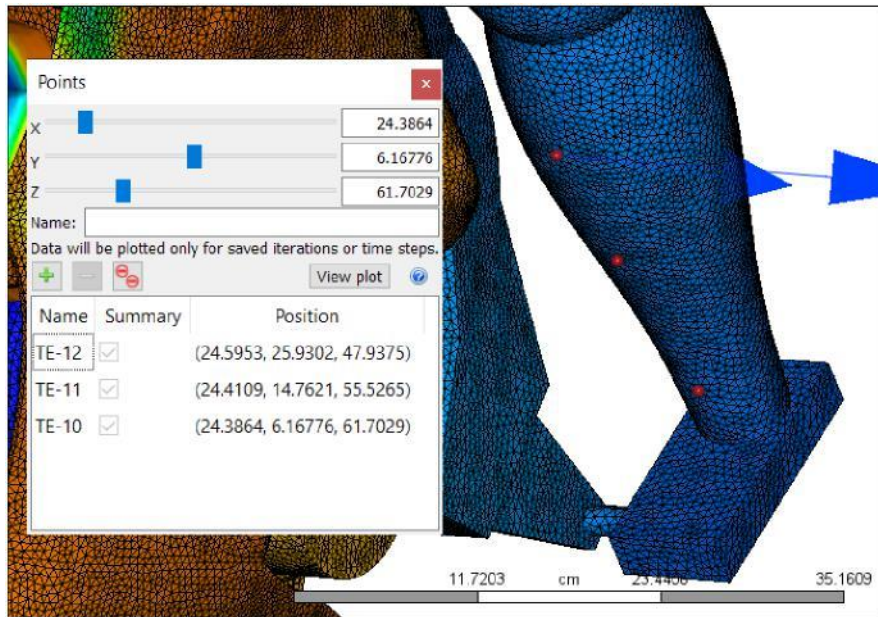 Points
X 24.3864
Y 6.16776
Z 61.7029
Name:
Data will be plotted only for saved iterations or time steps.
View plot
Name Summary Position
TE-12 (24.5953, 25.9302, 47.9375)
TE-11 (24.4109, 14.7621, 55.5265)
TE-10 (24.3864, 6.16776, 61.7029)
11.7203 cm 35.1609